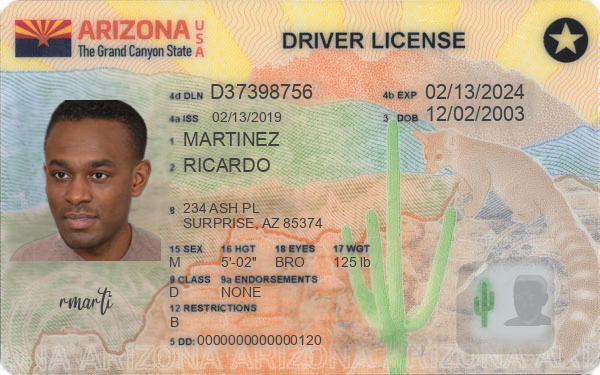 ARIZONA USA
The Grand Canyon State
DRIVER LICENSE
4d DLN D37398756 4b EXP 02/13/2024
4a ISS 02/13/2019 3 DOB 12/02/2003
1 MARTINEZ
2 RICARDO
8 234 ASH PL
SURPRISE, AZ 85374
15 SEX 16 HGT 18 EYES 17 WGT
M 5'-02" BRO 125 lb
9 CLASS 9a ENDORSEMENTS
D NONE
12 RESTRICTIONS
B
rmarti
5 DD: 0000000000000120
ONA ARIZONA ARIZONA ARIZONA ARIZONA ARIZ